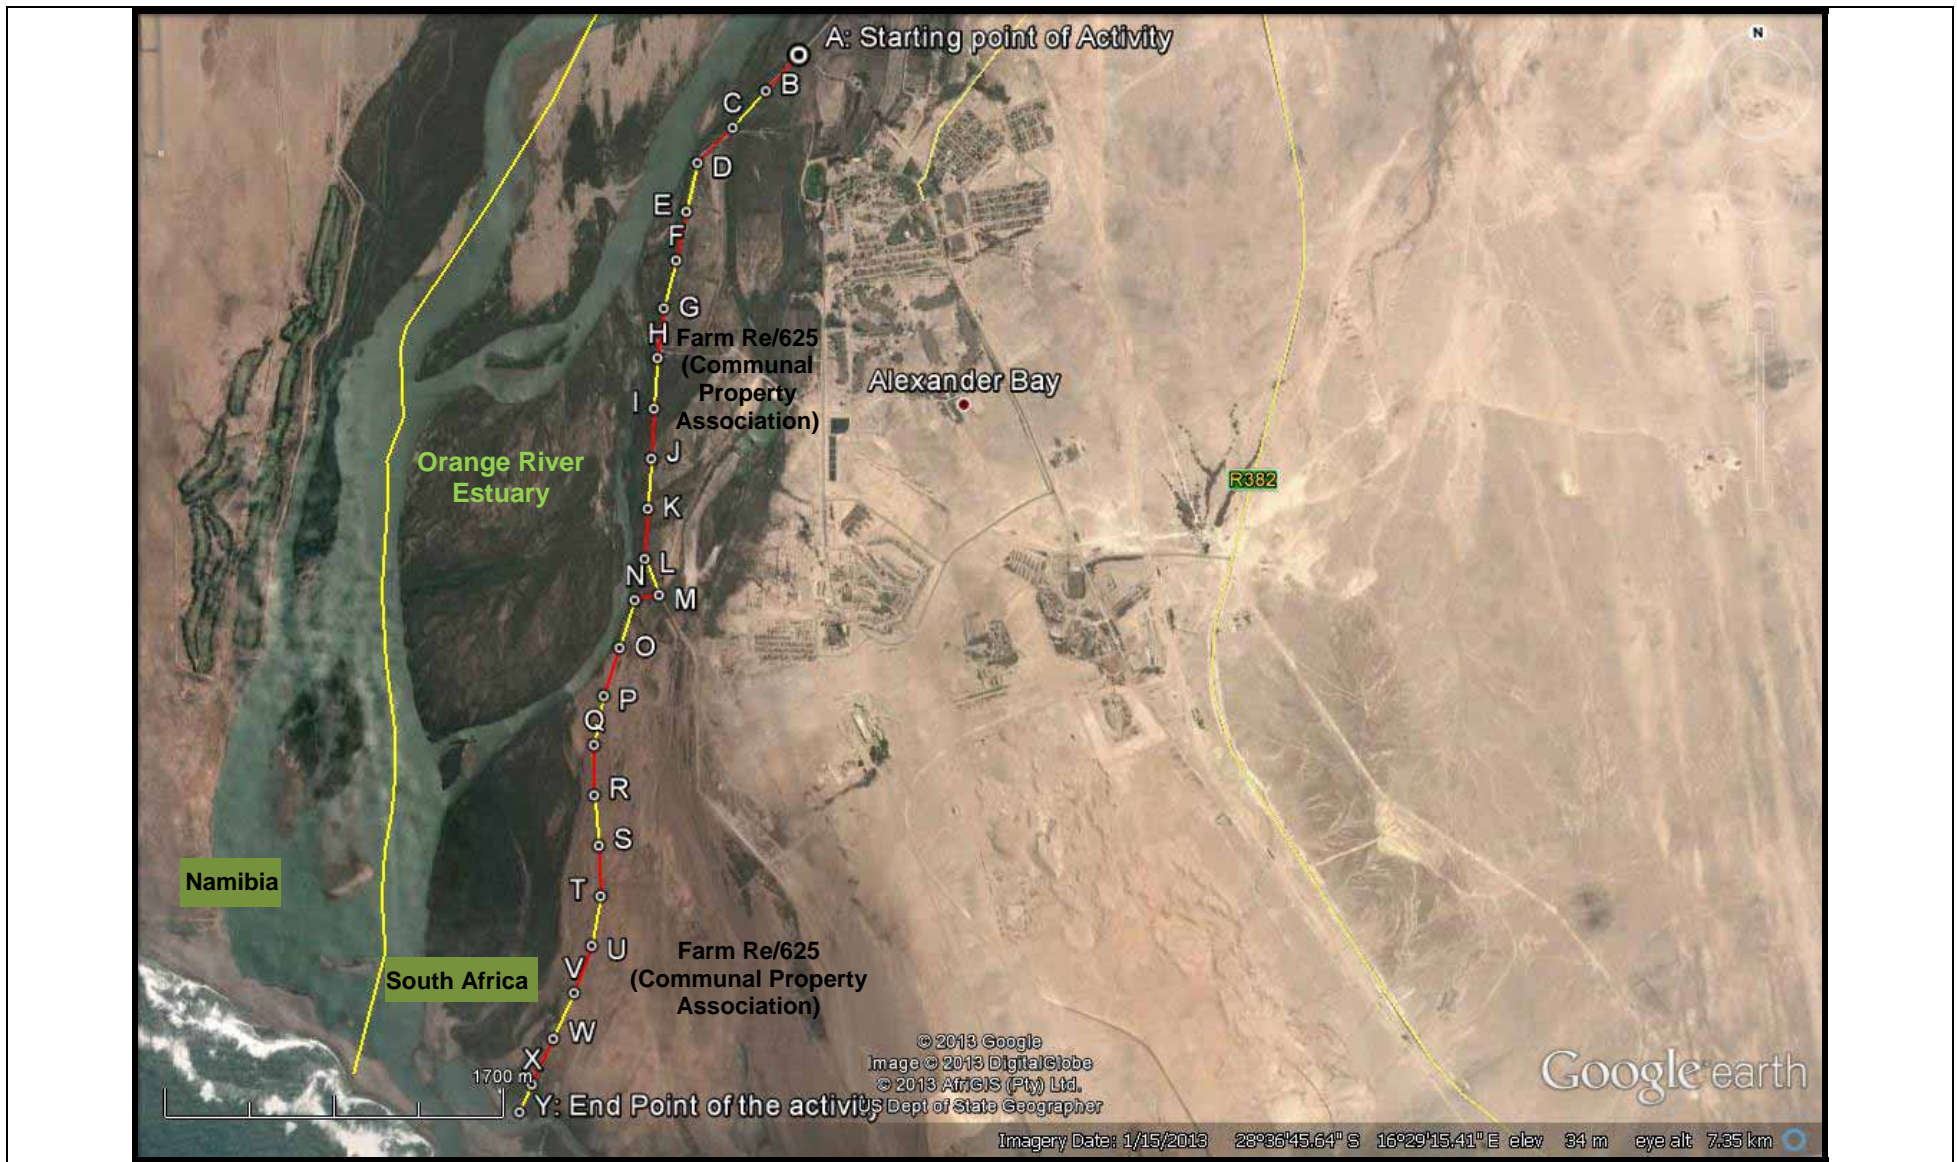 N
A: Starting point of Activity
B
C
D
E
F
G
H
Farm Re/625
(Communal
Property
Association)
Alexander Bay
I
J
Orange River
Estuary
R382
K
L
N
M
O
P
Q
R
S
Namibia
T
U
Farm Re/625
(Communal Property
Association)
V
South Africa
W
X
1700 m
Y: End Point of the activity
© 2013 Google
Image © 2013 DigitalGlobe
© 2013 AfriGIS (Pty) Ltd.
US Dept of State Geographer
Google earth
Imagery Date: 1/15/2013 28°36'45.64" S 16°29'15.41" E elev 34 m eye alt 7.35 km